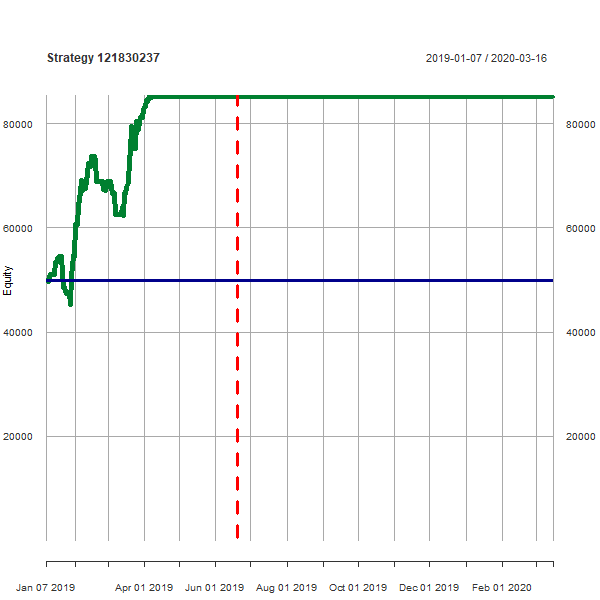 Strategy 121830237
2019-01-07 / 2020-03-16
80000
80000
60000
60000
Equity
40000
40000
20000
20000
Jan 07 2019
Apr 01 2019
Jun 01 2019
Aug 01 2019
Oct 01 2019
Dec 01 2019
Feb 01 2020